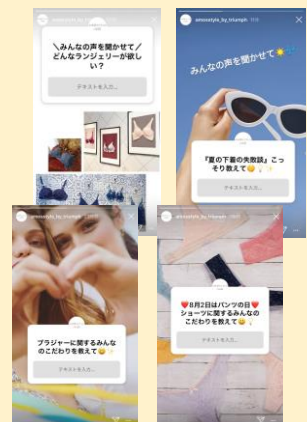 amostyle_by_triumph
＼みんなの声を聞かせて／
どんなランジェリーが欲し
い？
テキストを入力...
amostyle_by_triumph
みんなの声を聞かせて☀️
『夏の下着の失敗談』こっ
そり教えて
テキストを入力...
amostyle_by_triumph
ブラジャーに関するみんな
のこだわりを教えて
テキストを入力...
amostyle_by_triumph
❤️8月2日はパンツの日❤️
ショーツに関するみんなの
こだわりを教えて
テキストを入力...